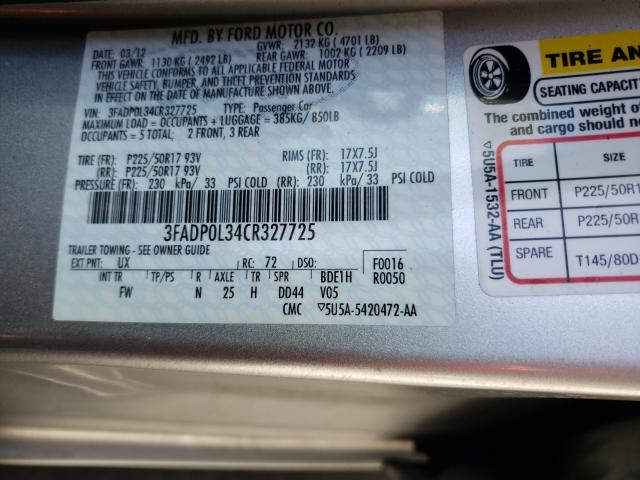 MFD. BY FORD MOTOR CO.
DATE: 03/12 GVWR: 2132 KG ( 4701 LB)
FRONT GAWR: 1130 KG ( 2492 LB) REAR GAWR: 1002 KG ( 2209 LB)
THIS VEHICLE CONFORMS TO ALL APPLICABLE FEDERAL MOTOR
VEHICLE SAFETY, BUMPER, AND THEFT PREVENTION STANDARDS
IN EFFECT ON THE DATE OF MANUFACTURE SHOWN ABOVE.
VIN: 3FADP0L34CR327725 TYPE: Passenger Car
MAXIMUM LOAD = OCCUPANTS + LUGGAGE = 385KG/ 850LB
OCCUPANTS = 5 TOTAL: 2 FRONT, 3 REAR
TIRE (FR): P225/50R17 93V RIMS (FR): 17X7.5J
(RR): P225/50R17 93V (RR): 17X7.5J
PRESSURE (FR): 230 kPa/ 33 PSI COLD (RR): 230 kPa/ 33 PSI COLD
3FADP0L34CR327725
TRAILER TOWING - SEE OWNER GUIDE
EXT PNT: UX RC: 72 F0016
INT TR TP/PS R AXLE TR SPR BDE1H R0050
FW N 25 H DD44 V05
CMC ▽5U5A-5420472-AA
TIRE AN
SEATING CAPACIT
The combined weight of
and cargo should ne
TIRE SIZE
FRONT P225/50R1
REAR P225/50R
SPARE T145/80D
▽5U5A-1532-AA (TLU)